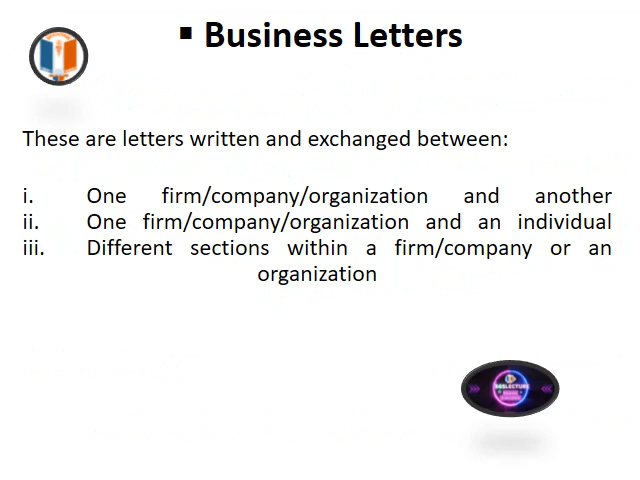 ▪ Business Letters
These are letters written and exchanged between:
i. One firm/company/organization and another
ii. One firm/company/organization and an individual
iii. Different sections within a firm/company or an
organization